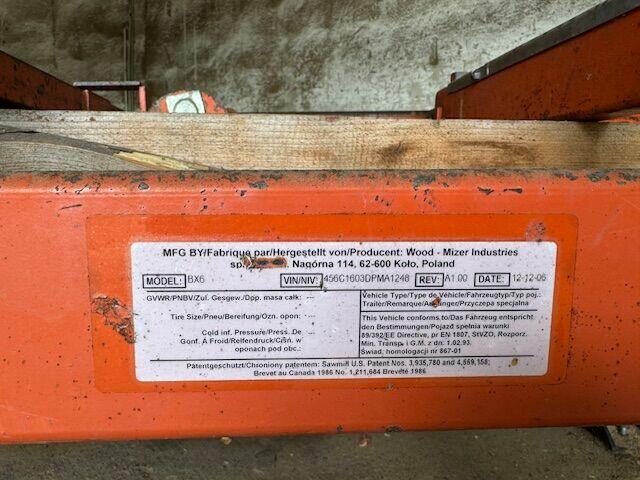 MFG BY/Fabrique par/Hergestellt von/Producent: Wood - Mizer Industries
sp. Nagórna 114, 62-600 Koło, Poland
MODEL: BX6 VIN/NIV: 456C1603DPMA1248 REV: A1.00 DATE: 12-12-06
GVWR/PNBV/Zul. Gesgew./Dpp. masa całk: ---
Tire Size/Pneu/Bereifung/Ozn. opon: ---
Cold inf. Pressure/Press. De
Gonf. À Froid/Reifendruck/Ciśn. w
oponach pod obc.:
Vehicle Type/Type de Véhicle/Fahrzeugtyp/Typ poj.:
Trailer/Remarque/Anhänger/Przyczepa specjalna
This Vehicle conforms.to/Das Fahrzeug entspricht
den Bestimmungen/Pojazd spełnia warunki
89/392/EE Directive, pr EN 1807, StVZO, Rozporz.
Min. Transp. i G.M. z dn. 1.02.93.
Świad. homologacji nr 867-01
Patentgeschutzt/Chroniony patentem: Sawmill U.S. Patent Nos. 3,935,780 and 4,559,158;
Brevet au Canada 1986 No. 1,211,684 Breveté 1986